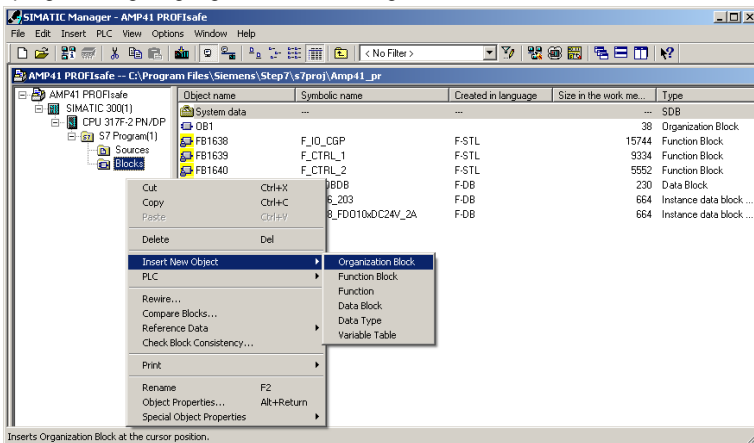 SIMATIC Manager - AMP41 PROFIsafe
File Edit Insert PLC View Options Window Help
< No Filter >
AMP41 PROFIsafe -- C:\Program Files\Siemens\Step7\s7proj\Amp41_pr
AMP41 PROFIsafe
SIMATIC 300(1)
CPU 317F-2 PN/DP
S7 Program(1)
Sources
Blocks
Object name Symbolic name Created in language Size in the work me... Type
System data --- --- --- SDB
OB1 38 Organization Block
FB1638 F_IO_CGP F-STL 15744 Function Block
FB1639 F_CTRL_1 F-STL 9334 Function Block
FB1640 F_CTRL_2 F-STL 5552 Function Block
F-DB 230 Data Block
_203 F-DB 664 Instance data block ...
_FDO10xDC24V_2A F-DB 664 Instance data block ...
Cut Ctrl+X
Copy Ctrl+C
Paste Ctrl+V
Delete Del
Insert New Object
PLC
Rewire...
Compare Blocks...
Reference Data
Check Block Consistency...
Print
Rename F2
Object Properties... Alt+Return
Special Object Properties
Organization Block
Function Block
Function
Data Block
Data Type
Variable Table
Inserts Organization Block at the cursor position.